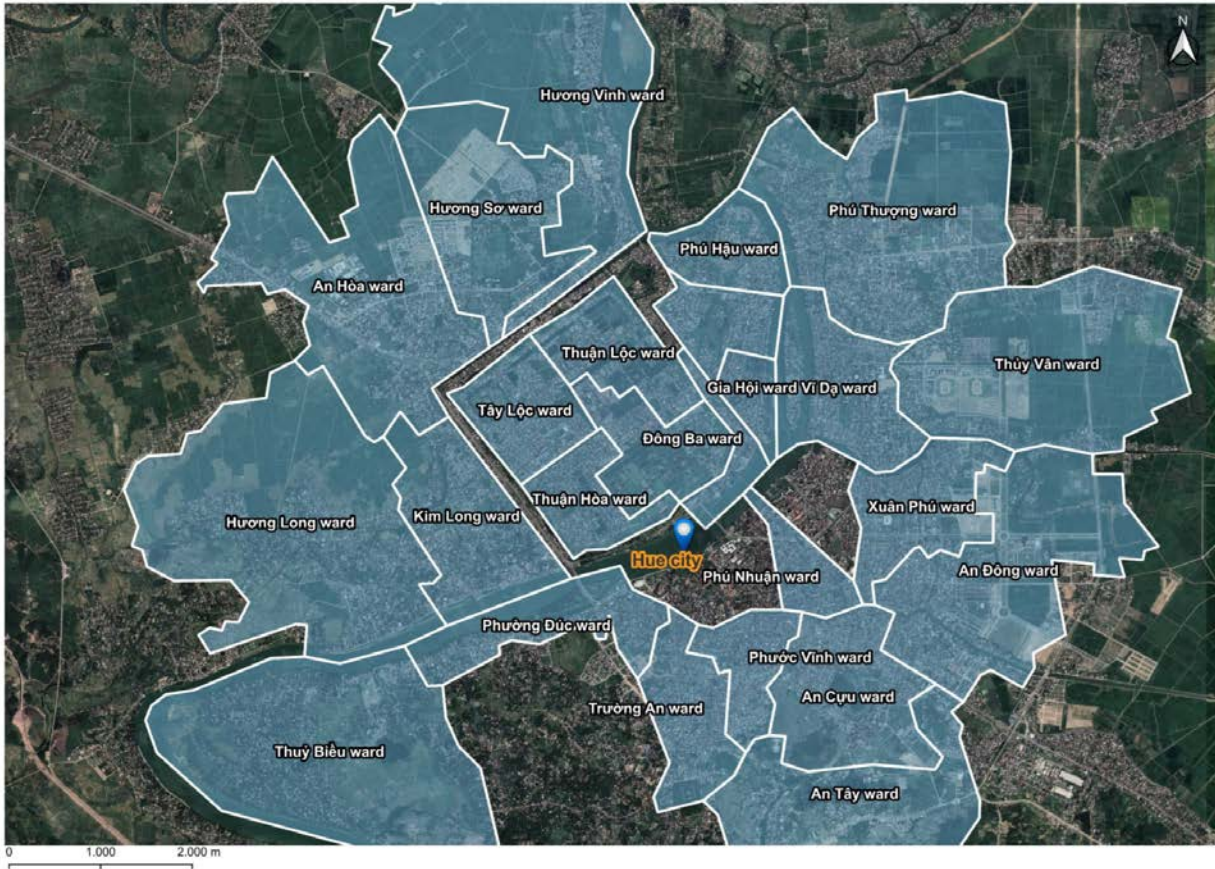 N
Hương Vinh ward
Hương Sơ ward
Phú Thượng ward
Phú Hậu ward
An Hòa ward
Thuận Lộc ward
Thủy Vân ward
Gia Hội ward
Vĩ Dạ ward
Tây Lộc ward
Đông Ba ward
Thuận Hòa ward
Xuân Phú ward
Hương Long ward
Kim Long ward
Hue city
An Đông ward
Phú Nhuận ward
Phường Đúc ward
Phước Vĩnh ward
An Cựu ward
Trường An ward
Thuỷ Biều ward
An Tây ward
0 1.000 2.000 m